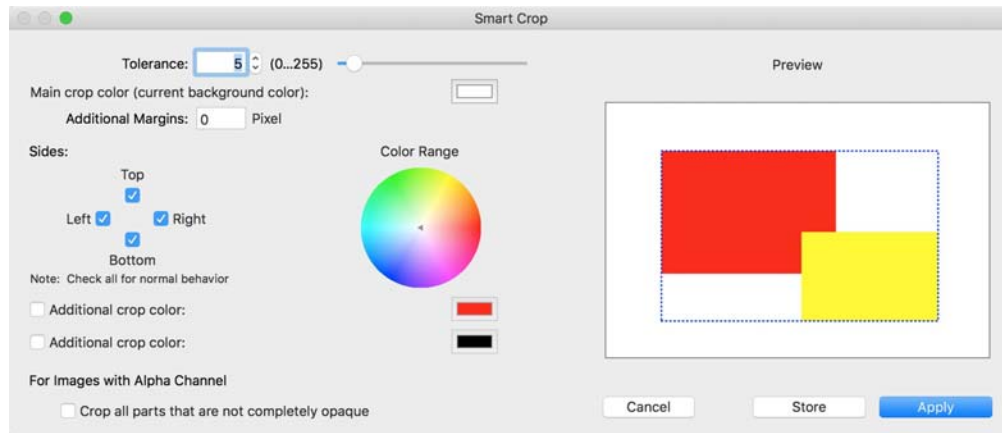 Smart Crop
Tolerance: 5 (0...255)
Preview
Main crop color (current background color):
Additional Margins: 0 Pixel
Sides:
Color Range
Top
Left Right
Bottom
Note: Check all for normal behavior
Additional crop color:
Additional crop color:
For Images with Alpha Channel
Crop all parts that are not completely opaque
Cancel Store Apply